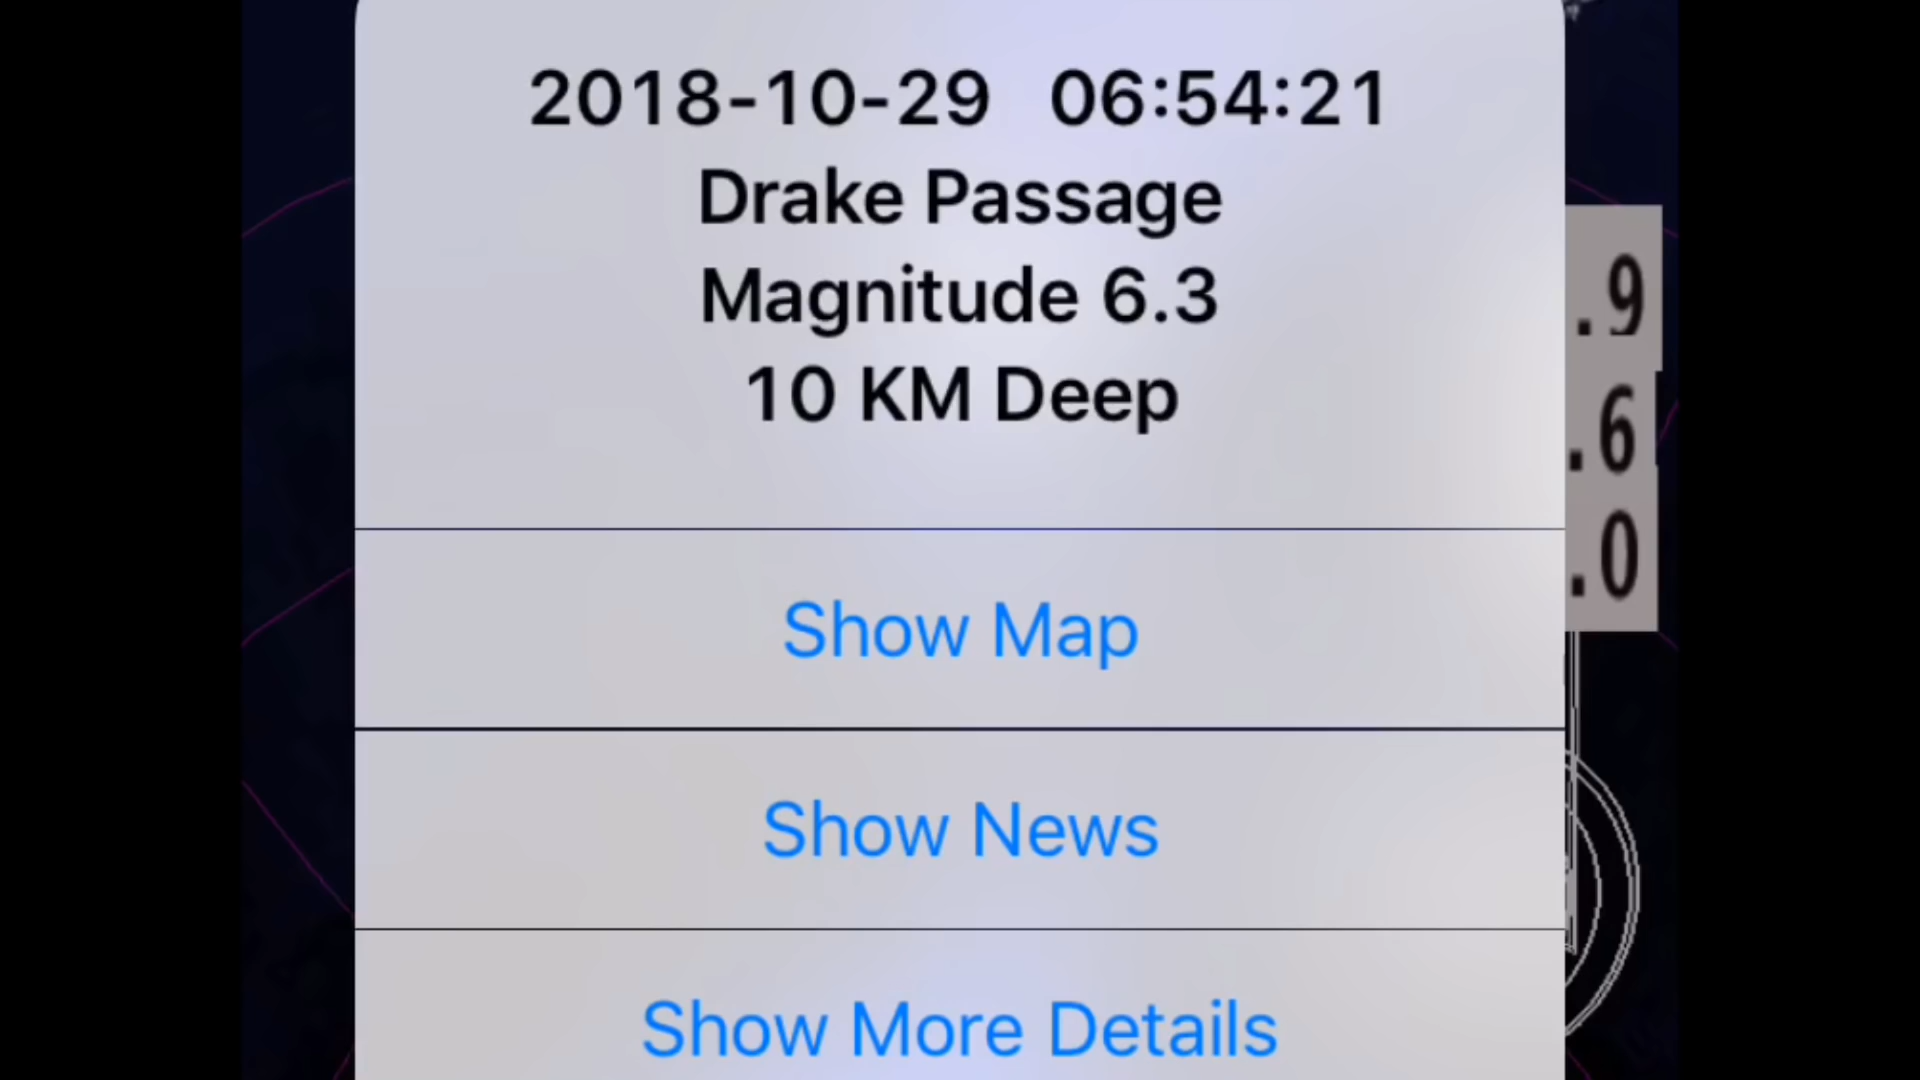 2018-10-29 06:54:21
Drake Passage
Magnitude 6.3
10 KM Deep
.9
.6
.0
Show Map
Show News
Show More Details